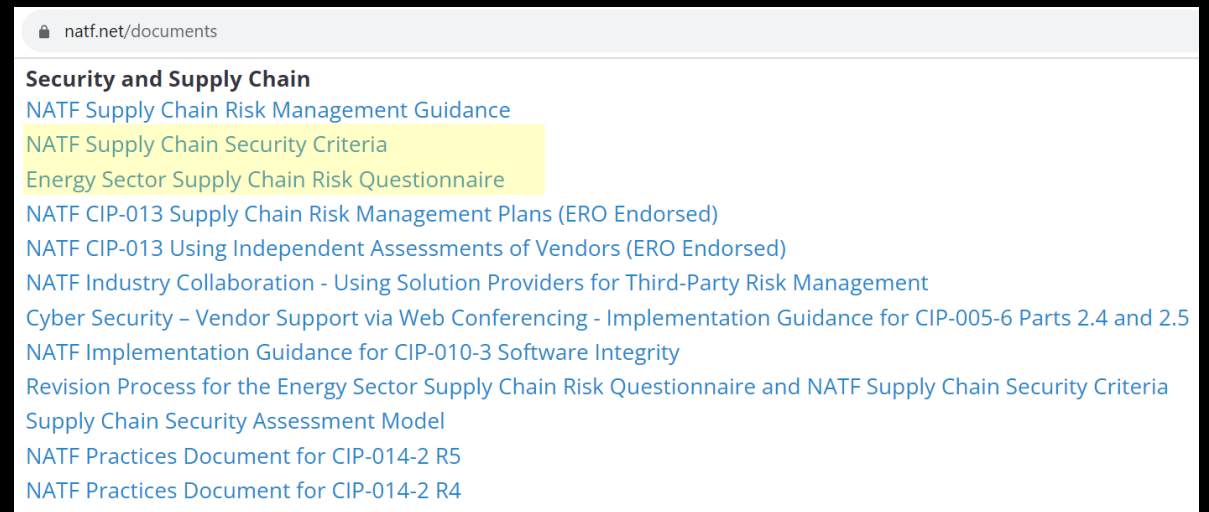 natf.net/documents
Security and Supply Chain
NATF Supply Chain Risk Management Guidance
NATF Supply Chain Security Criteria
Energy Sector Supply Chain Risk Questionnaire
NATF CIP-013 Supply Chain Risk Management Plans (ERO Endorsed)
NATF CIP-013 Using Independent Assessments of Vendors (ERO Endorsed)
NATF Industry Collaboration - Using Solution Providers for Third-Party Risk Management
Cyber Security – Vendor Support via Web Conferencing - Implementation Guidance for CIP-005-6 Parts 2.4 and 2.5
NATF Implementation Guidance for CIP-010-3 Software Integrity
Revision Process for the Energy Sector Supply Chain Risk Questionnaire and NATF Supply Chain Security Criteria
Supply Chain Security Assessment Model
NATF Practices Document for CIP-014-2 R5
NATF Practices Document for CIP-014-2 R4